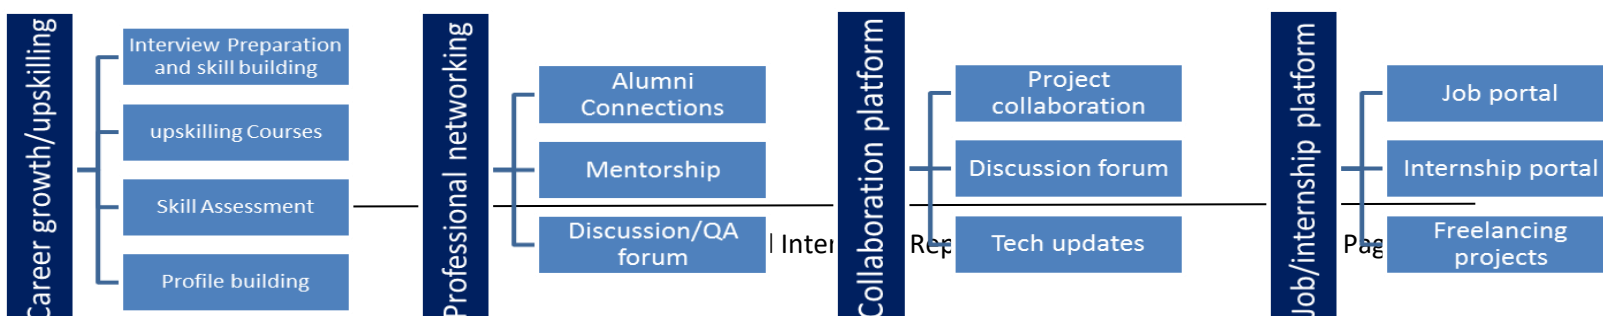 Career growth/upskilling
Interview Preparation
and skill building
upskilling Courses
Skill Assessment
Profile building
Professional networking
Alumni
Connections
Mentorship
Discussion/QA
forum
Collaboration platform
Project
collaboration
Discussion forum
Tech updates
Job/internship platform
Job portal
Internship portal
Freelancing
projects